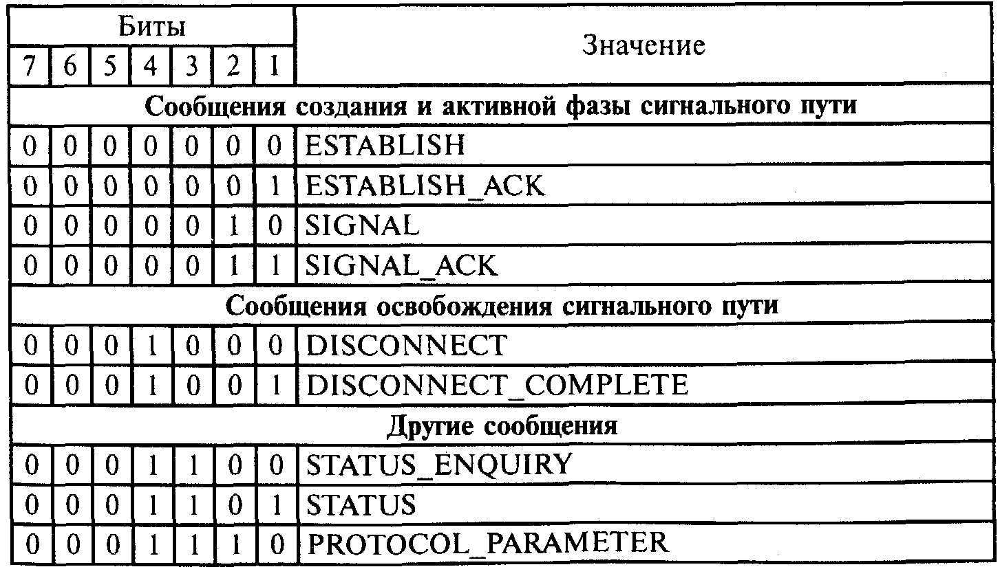 Биты Значение
7 6 5 4 3 2 1
Сообщения создания и активной фазы сигнального пути
0 0 0 0 0 0 0 ESTABLISH
0 0 0 0 0 0 1 ESTABLISH_ACK
0 0 0 0 0 1 0 SIGNAL
0 0 0 0 0 1 1 SIGNAL_ACK
Сообщения освобождения сигнального пути
0 0 0 1 0 0 0 DISCONNECT
0 0 0 1 0 0 1 DISCONNECT_COMPLETE
Другие сообщения
0 0 0 1 1 0 0 STATUS_ENQUIRY
0 0 0 1 1 0 1 STATUS
0 0 0 1 1 1 0 PROTOCOL_PARAMETER